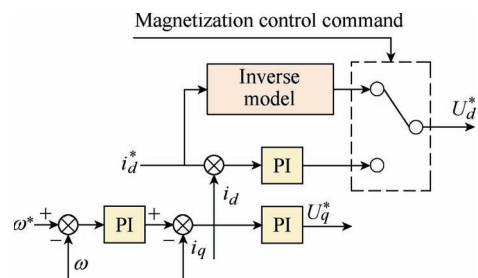 Magnetization control command
Inverse
model
U*d
i*d
PI
id
ω* + − PI + − PI U*q
iq
ω